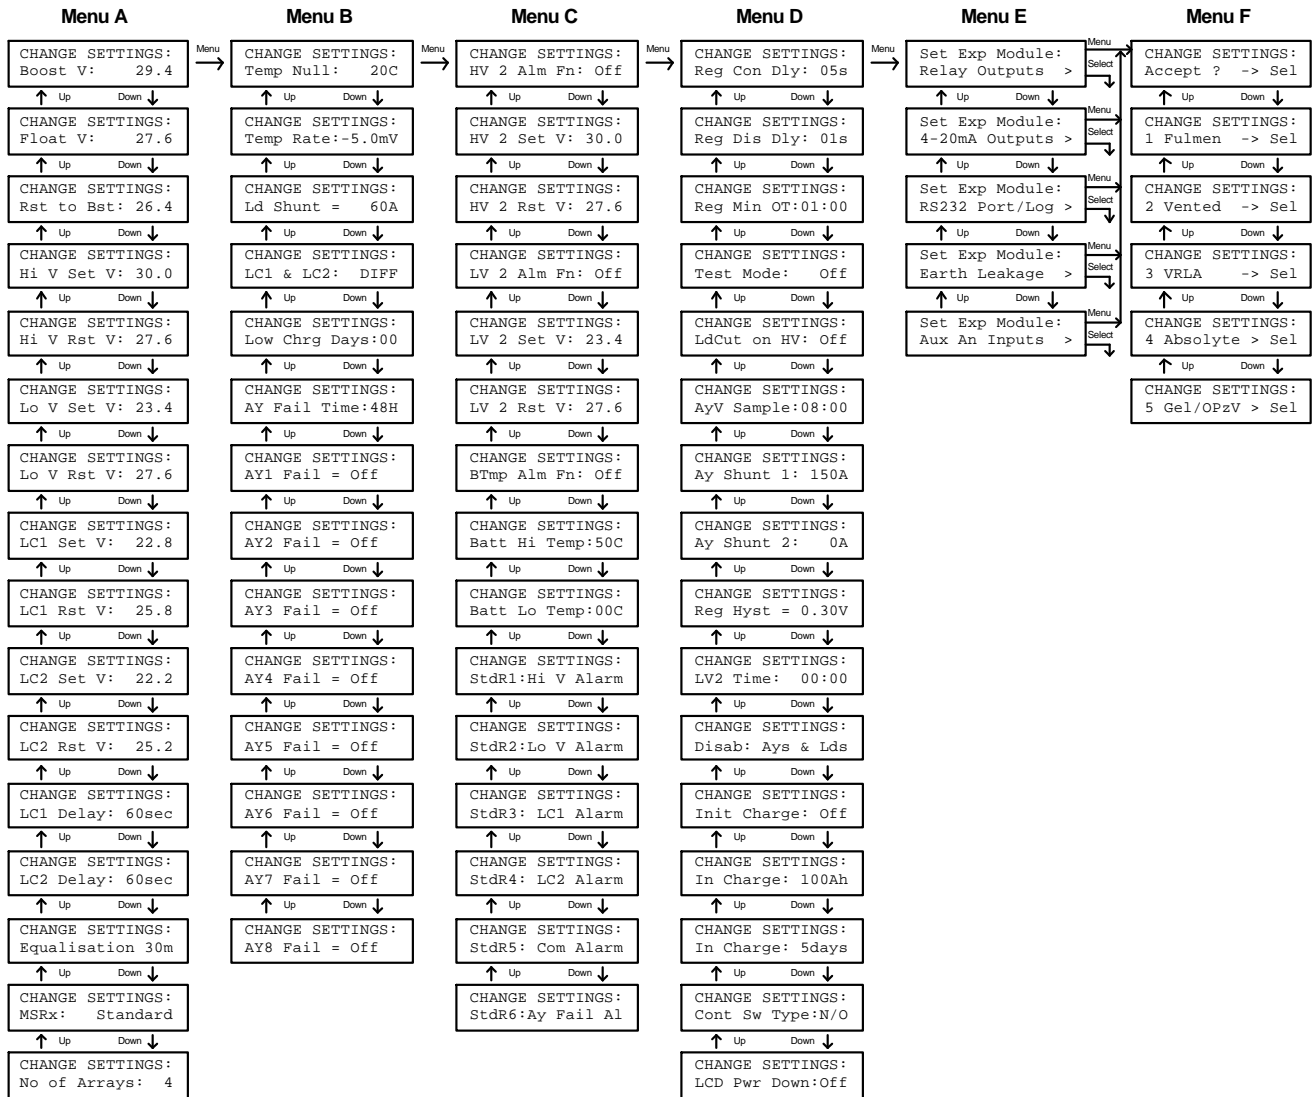 Menu A
CHANGE SETTINGS:
Boost V: 29.4
Up Down
CHANGE SETTINGS:
Float V: 27.6
Up Down
CHANGE SETTINGS:
Rst to Bst: 26.4
Up Down
CHANGE SETTINGS:
Hi V Set V: 30.0
Up Down
CHANGE SETTINGS:
Hi V Rst V: 27.6
Up Down
CHANGE SETTINGS:
Lo V Set V: 23.4
Up Down
CHANGE SETTINGS:
Lo V Rst V: 27.6
Up Down
CHANGE SETTINGS:
LC1 Set V: 22.8
Up Down
CHANGE SETTINGS:
LC1 Rst V: 25.8
Up Down
CHANGE SETTINGS:
LC2 Set V: 22.2
Up Down
CHANGE SETTINGS:
LC2 Rst V: 25.2
Up Down
CHANGE SETTINGS:
LC1 Delay: 60sec
Up Down
CHANGE SETTINGS:
LC2 Delay: 60sec
Up Down
CHANGE SETTINGS:
Equalisation 30m
Up Down
CHANGE SETTINGS:
MSRx: Standard
Up Down
CHANGE SETTINGS:
No of Arrays: 4
Menu
Menu B
CHANGE SETTINGS:
Temp Null: 20C
Up Down
CHANGE SETTINGS:
Temp Rate:-5.0mV
Up Down
CHANGE SETTINGS:
Ld Shunt = 60A
Up Down
CHANGE SETTINGS:
LC1 & LC2: DIFF
Up Down
CHANGE SETTINGS:
Low Chrg Days:00
Up Down
CHANGE SETTINGS:
AY Fail Time:48H
Up Down
CHANGE SETTINGS:
AY1 Fail = Off
Up Down
CHANGE SETTINGS:
AY2 Fail = Off
Up Down
CHANGE SETTINGS:
AY3 Fail = Off
Up Down
CHANGE SETTINGS:
AY4 Fail = Off
Up Down
CHANGE SETTINGS:
AY5 Fail = Off
Up Down
CHANGE SETTINGS:
AY6 Fail = Off
Up Down
CHANGE SETTINGS:
AY7 Fail = Off
Up Down
CHANGE SETTINGS:
AY8 Fail = Off
Menu
Menu C
CHANGE SETTINGS:
HV 2 Alm Fn: Off
Up Down
CHANGE SETTINGS:
HV 2 Set V: 30.0
Up Down
CHANGE SETTINGS:
HV 2 Rst V: 27.6
Up Down
CHANGE SETTINGS:
LV 2 Alm Fn: Off
Up Down
CHANGE SETTINGS:
LV 2 Set V: 23.4
Up Down
CHANGE SETTINGS:
LV 2 Rst V: 27.6
Up Down
CHANGE SETTINGS:
BTmp Alm Fn: Off
Up Down
CHANGE SETTINGS:
Batt Hi Temp:50C
Up Down
CHANGE SETTINGS:
Batt Lo Temp:00C
Up Down
CHANGE SETTINGS:
StdR1:Hi V Alarm
Up Down
CHANGE SETTINGS:
StdR2:Lo V Alarm
Up Down
CHANGE SETTINGS:
StdR3: LC1 Alarm
Up Down
CHANGE SETTINGS:
StdR4: LC2 Alarm
Up Down
CHANGE SETTINGS:
StdR5: Com Alarm
Up Down
CHANGE SETTINGS:
StdR6:Ay Fail Al
Menu
Menu D
CHANGE SETTINGS:
Reg Con Dly: 05s
Up Down
CHANGE SETTINGS:
Reg Dis Dly: 01s
Up Down
CHANGE SETTINGS:
Reg Min OT:01:00
Up Down
CHANGE SETTINGS:
Test Mode: Off
Up Down
CHANGE SETTINGS:
LdCut on HV: Off
Up Down
CHANGE SETTINGS:
AyV Sample:08:00
Up Down
CHANGE SETTINGS:
Ay Shunt 1: 150A
Up Down
CHANGE SETTINGS:
Ay Shunt 2: 0A
Up Down
CHANGE SETTINGS:
Reg Hyst = 0.30V
Up Down
CHANGE SETTINGS:
LV2 Time: 00:00
Up Down
CHANGE SETTINGS:
Disab: Ays & Lds
Up Down
CHANGE SETTINGS:
Init Charge: Off
Up Down
CHANGE SETTINGS:
In Charge: 100Ah
Up Down
CHANGE SETTINGS:
In Charge: 5days
Up Down
CHANGE SETTINGS:
Cont Sw Type:N/O
Up Down
CHANGE SETTINGS:
LCD Pwr Down:Off
Menu
Menu E
Set Exp Module:
Relay Outputs >
Menu
Select
Up Down
Set Exp Module:
4-20mA Outputs >
Menu
Select
Up Down
Set Exp Module:
RS232 Port/Log >
Menu
Select
Up Down
Set Exp Module:
Earth Leakage >
Menu
Select
Up Down
Set Exp Module:
Aux An Inputs >
Menu
Select
Menu F
CHANGE SETTINGS:
Accept ? -> Sel
Up Down
CHANGE SETTINGS:
1 Fulmen -> Sel
Up Down
CHANGE SETTINGS:
2 Vented -> Sel
Up Down
CHANGE SETTINGS:
3 VRLA -> Sel
Up Down
CHANGE SETTINGS:
4 Absolyte > Sel
Up Down
CHANGE SETTINGS:
5 Gel/OPzV > Sel